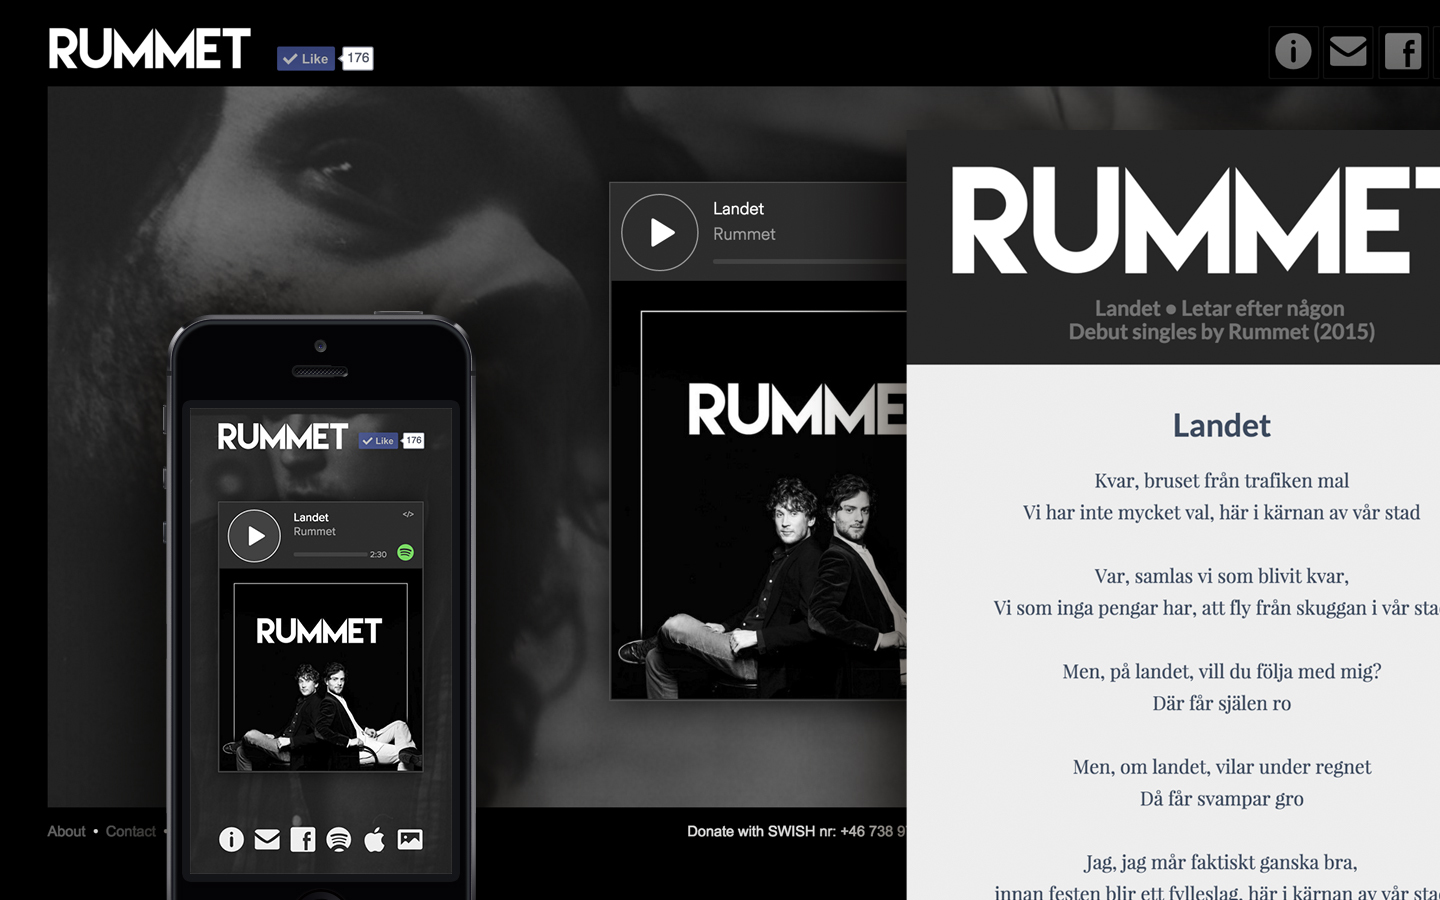 RUMMET
Like 176
Landet
Rummet
RUMMET
Landet • Letar efter någon
Debut singles by Rummet (2015)
Landet
Kvar, bruset från trafiken mal
Vi har inte mycket val, här i kärnan av vår stad
Var, samlas vi som blivit kvar,
Vi som inga pengar har, att fly från skuggan i vår
Men, på landet, vill du följa med mig?
Där får själen ro
Men, om landet, vilar under regnet
Då får svampar gro
Jag, jag mår faktiskt ganska bra,
innan festen blir ett fylleslag, här i kärnan av vår
RUMME
RUMMET
Like 176
Landet
</>
Rummet
2:30
RUMMET
About • Contact •
Donate with SWISH nr: +46 738